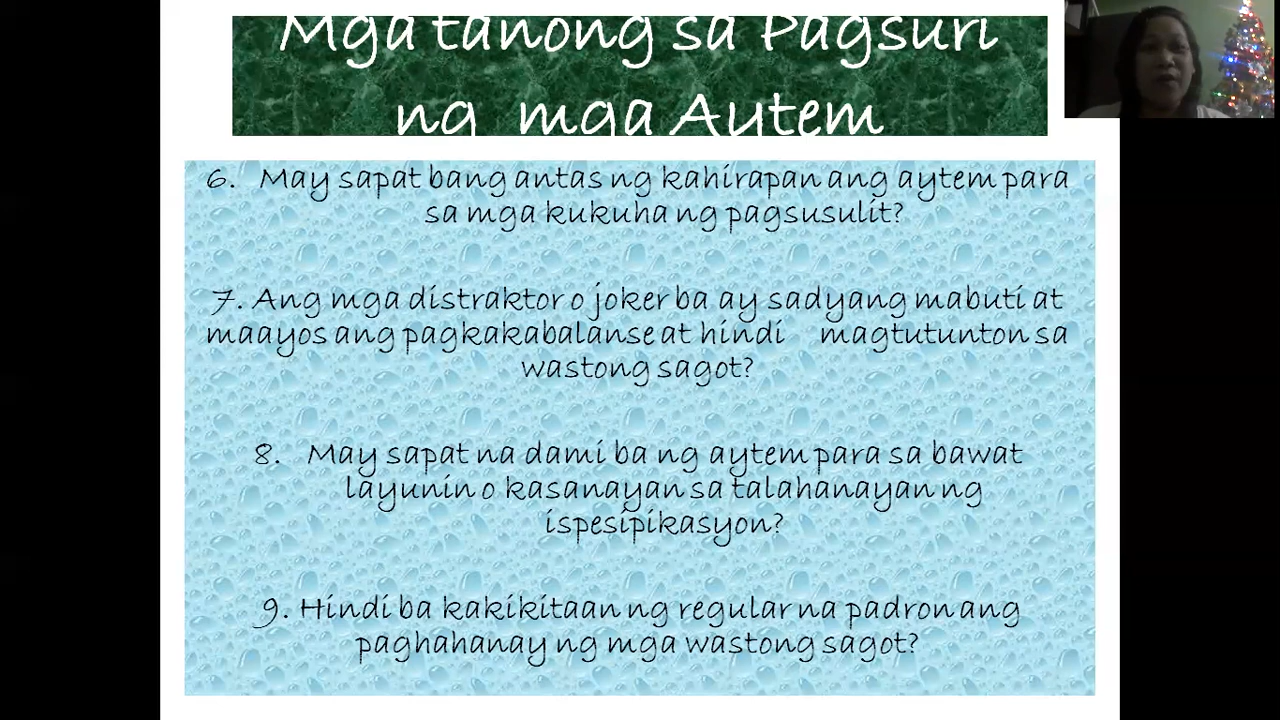 Mga tanong sa Pagsuri
ng mga Aytem
6. May sapat bang antas ng kahirapan ang aytem para
sa mga kukuha ng pagsusulit?
7. Ang mga distraktor o joker ba ay sadyang mabuti at
maayos ang pagkakabalanse at hindi magtutunton sa
wastong sagot?
8. May sapat na dami ba ng aytem para sa bawat
layunin o kasanayan sa talahanayan ng
ispesipikasyon?
9. Hindi ba kakikitaan ng regular na padron ang
paghahanay ng mga wastong sagot?